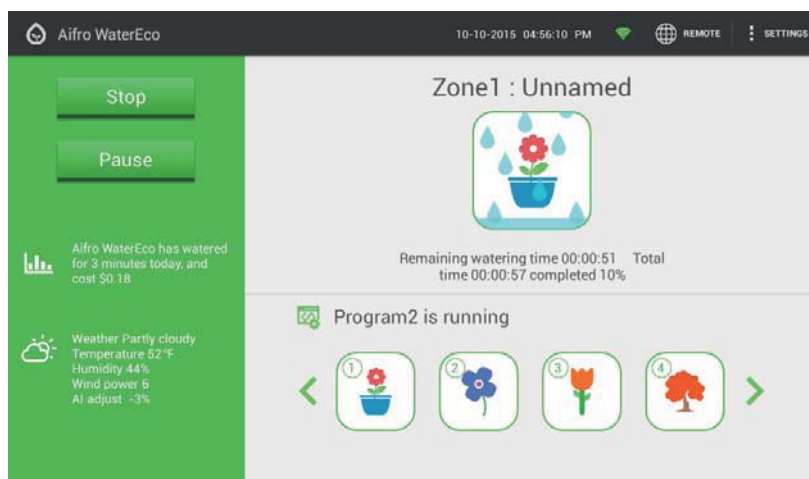 Aifro WaterEco
10-10-2015 04:56:10 PM
REMOTE
SETTINGS
Stop
Pause
Aifro WaterEco has watered
for 3 minutes today, and
cost $0.18
Weather Partly cloudy
Temperature 52°F
Humidity 44%
Wind power 6
AI adjust -3%
Zone1 : Unnamed
Remaining watering time 00:00:51 Total
time 00:00:57 completed 10%
Program2 is running
1
2
3
4